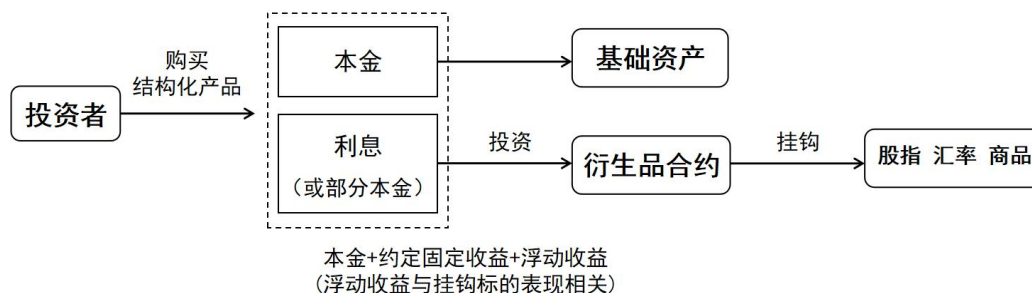 购买
结构化产品
投资者
本金
基础资产
利息
（或部分本金）
投资
衍生品合约
挂钩
股指 汇率 商品
本金+约定固定收益+浮动收益
（浮动收益与挂钩标的表现相关）